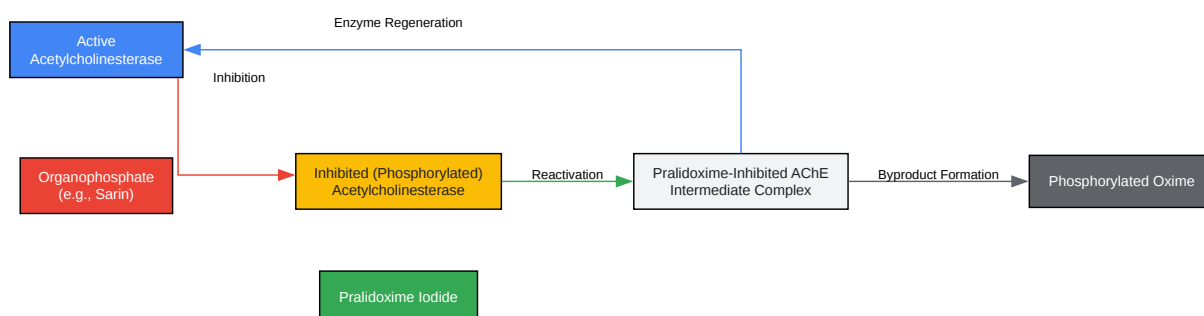 Enzyme Regeneration
Active
Acetylcholinesterase
Inhibition
Organophosphate
(e.g., Sarin)
Inhibited (Phosphorylated)
Acetylcholinesterase
Reactivation
Pralidoxime-Inhibited AChE
Intermediate Complex
Byproduct Formation
Phosphorylated Oxime
Pralidoxime Iodide